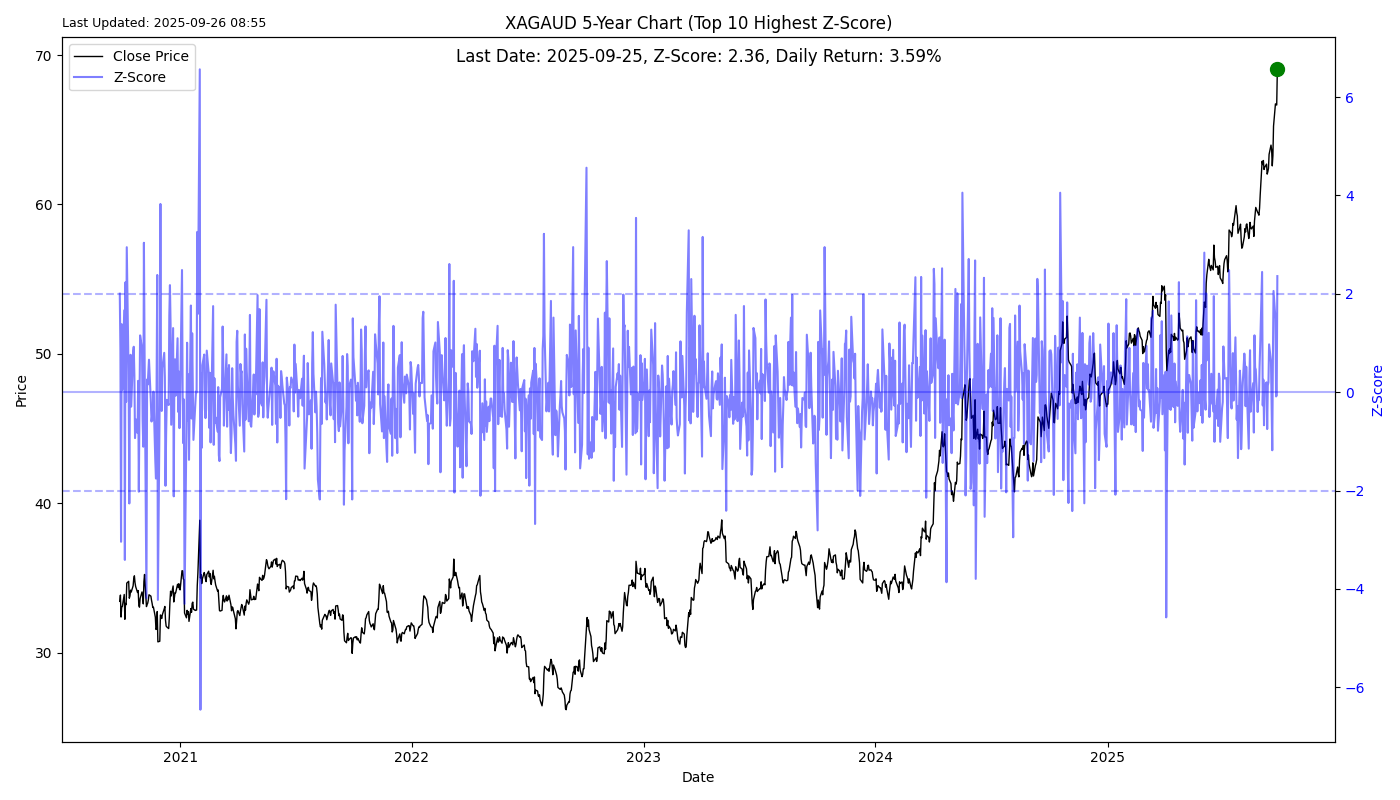 Last Updated: 2025-09-26 08:55
XAGAUD 5-Year Chart (Top 10 Highest Z-Score)
Last Date: 2025-09-25, Z-Score: 2.36, Daily Return: 3.59%
Close Price
Z-Score
70
60
50
40
30
Price
6
4
2
0
−2
−4
−6
Z-Score
2021
2022
2023
2024
2025
Date